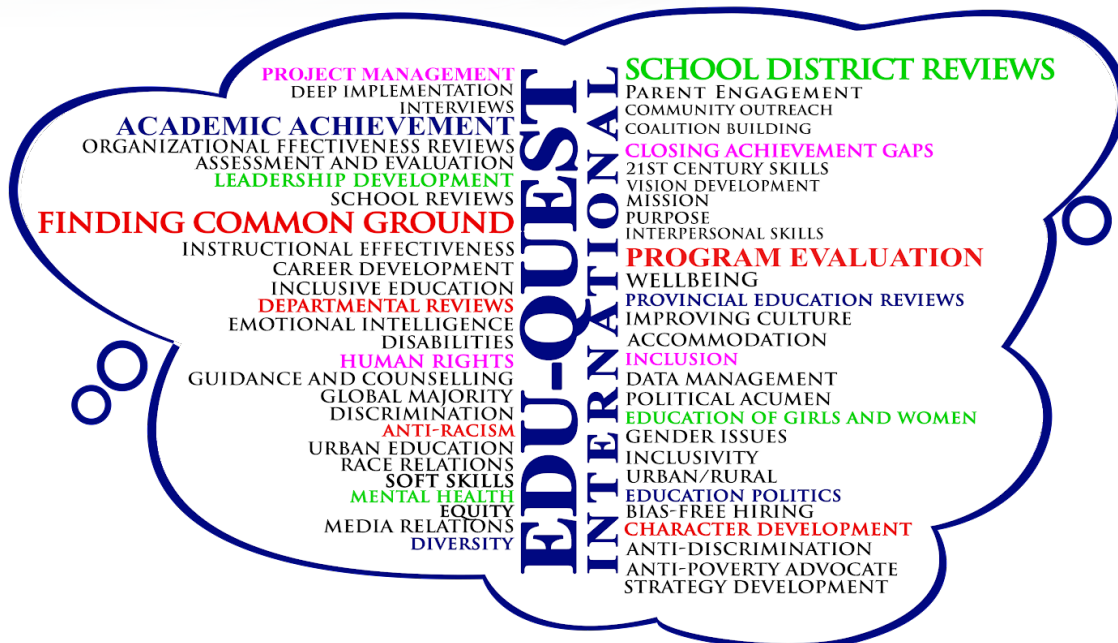 PROJECT MANAGEMENT
DEEP IMPLEMENTATION
INTERVIEWS
ACADEMIC ACHIEVEMENT
ORGANIZATIONAL FFECTIVENESS REVIEWS
ASSESSMENT AND EVALUATION
LEADERSHIP DEVELOPMENT
SCHOOL REVIEWS
FINDING COMMON GROUND
INSTRUCTIONAL EFFECTIVENESS
CAREER DEVELOPMENT
INCLUSIVE EDUCATION
DEPARTMENTAL REVIEWS
EMOTIONAL INTELLIGENCE
DISABILITIES
HUMAN RIGHTS
GUIDANCE AND COUNSELLING
GLOBAL MAJORITY
DISCRIMINATION
ANTI-RACISM
URBAN EDUCATION
RACE RELATIONS
SOFT SKILLS
MENTAL HEALTH
EQUITY
MEDIA RELATIONS
DIVERSITY
EDU-QUEST
INTERNATIONAL
SCHOOL DISTRICT REVIEWS
PARENT ENGAGEMENT
COMMUNITY OUTREACH
COALITION BUILDING
CLOSING ACHIEVEMENT GAPS
21ST CENTURY SKILLS
VISION DEVELOPMENT
MISSION
PURPOSE
INTERPERSONAL SKILLS
PROGRAM EVALUATION
WELLBEING
PROVINCIAL EDUCATION REVIEWS
IMPROVING CULTURE
ACCOMMODATION
INCLUSION
DATA MANAGEMENT
POLITICAL ACUMEN
EDUCATION OF GIRLS AND WOMEN
GENDER ISSUES
INCLUSIVITY
URBAN/RURAL
EDUCATION POLITICS
BIAS-FREE HIRING
CHARACTER DEVELOPMENT
ANTI-DISCRIMINATION
ANTI-POVERTY ADVOCATE
STRATEGY DEVELOPMENT